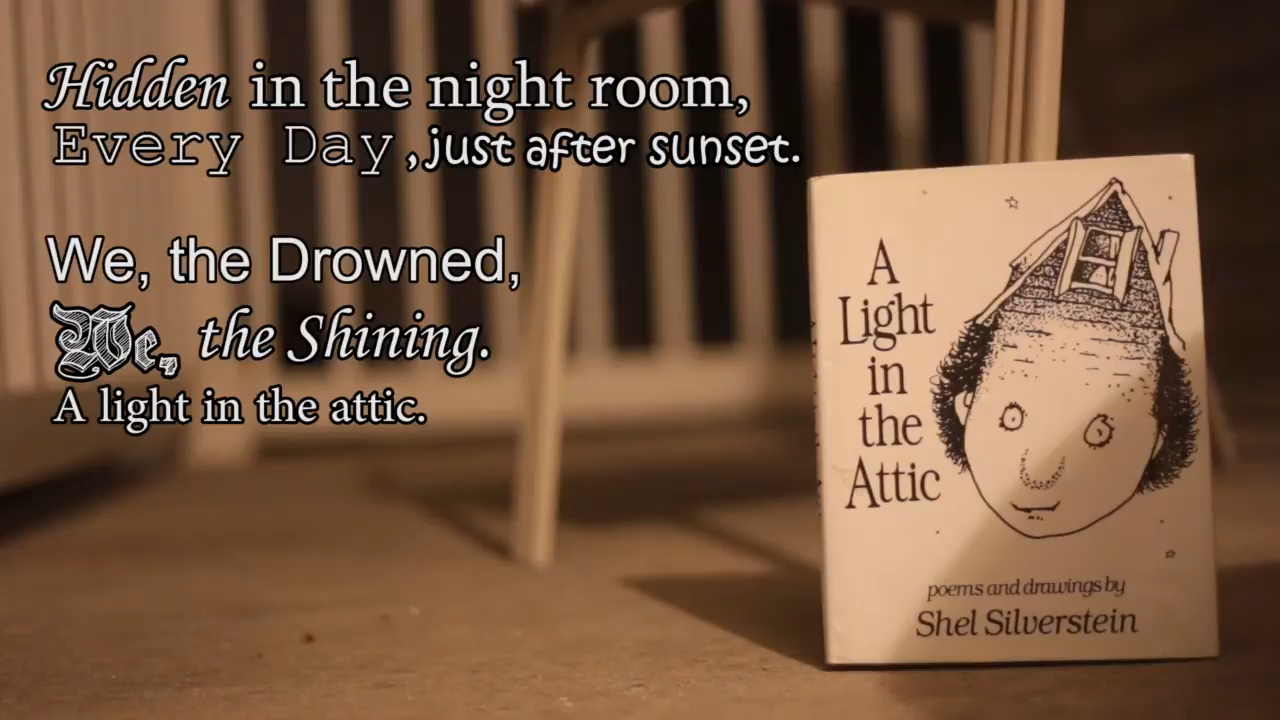 Hidden in the night room,
Every Day, just after sunset.
We, the Drowned,
We, the Shining.
A light in the attic.
A
Light
in
the
Attic
poems and drawings by
Shel Silverstein